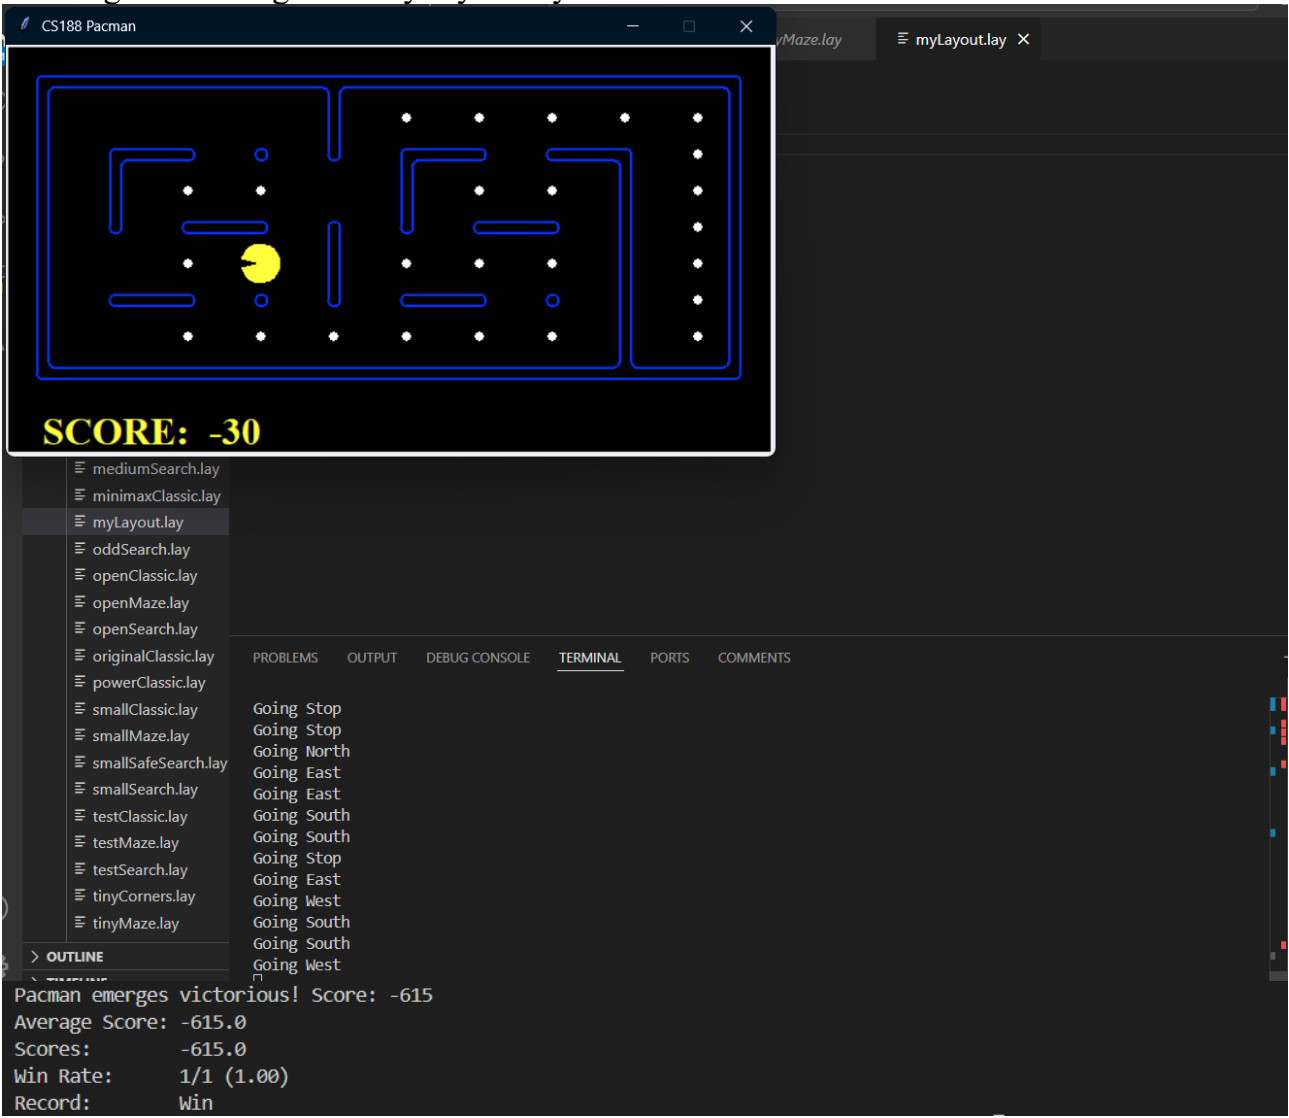 CS188 Pacman
yMaze.lay
myLayout.lay
SCORE: -30
mediumSearch.lay
minimaxClassic.lay
myLayout.lay
oddSearch.lay
openClassic.lay
openMaze.lay
openSearch.lay
originalClassic.lay
powerClassic.lay
smallClassic.lay
smallMaze.lay
smallSafeSearch.lay
smallSearch.lay
testClassic.lay
testMaze.lay
testSearch.lay
tinyCorners.lay
tinyMaze.lay
OUTLINE
PROBLEMS OUTPUT DEBUG CONSOLE TERMINAL PORTS COMMENTS
Going Stop
Going Stop
Going North
Going East
Going East
Going South
Going South
Going Stop
Going East
Going West
Going South
Going South
Going West
Pacman emerges victorious! Score: -615
Average Score: -615.0
Scores: -615.0
Win Rate: 1/1 (1.00)
Record: Win